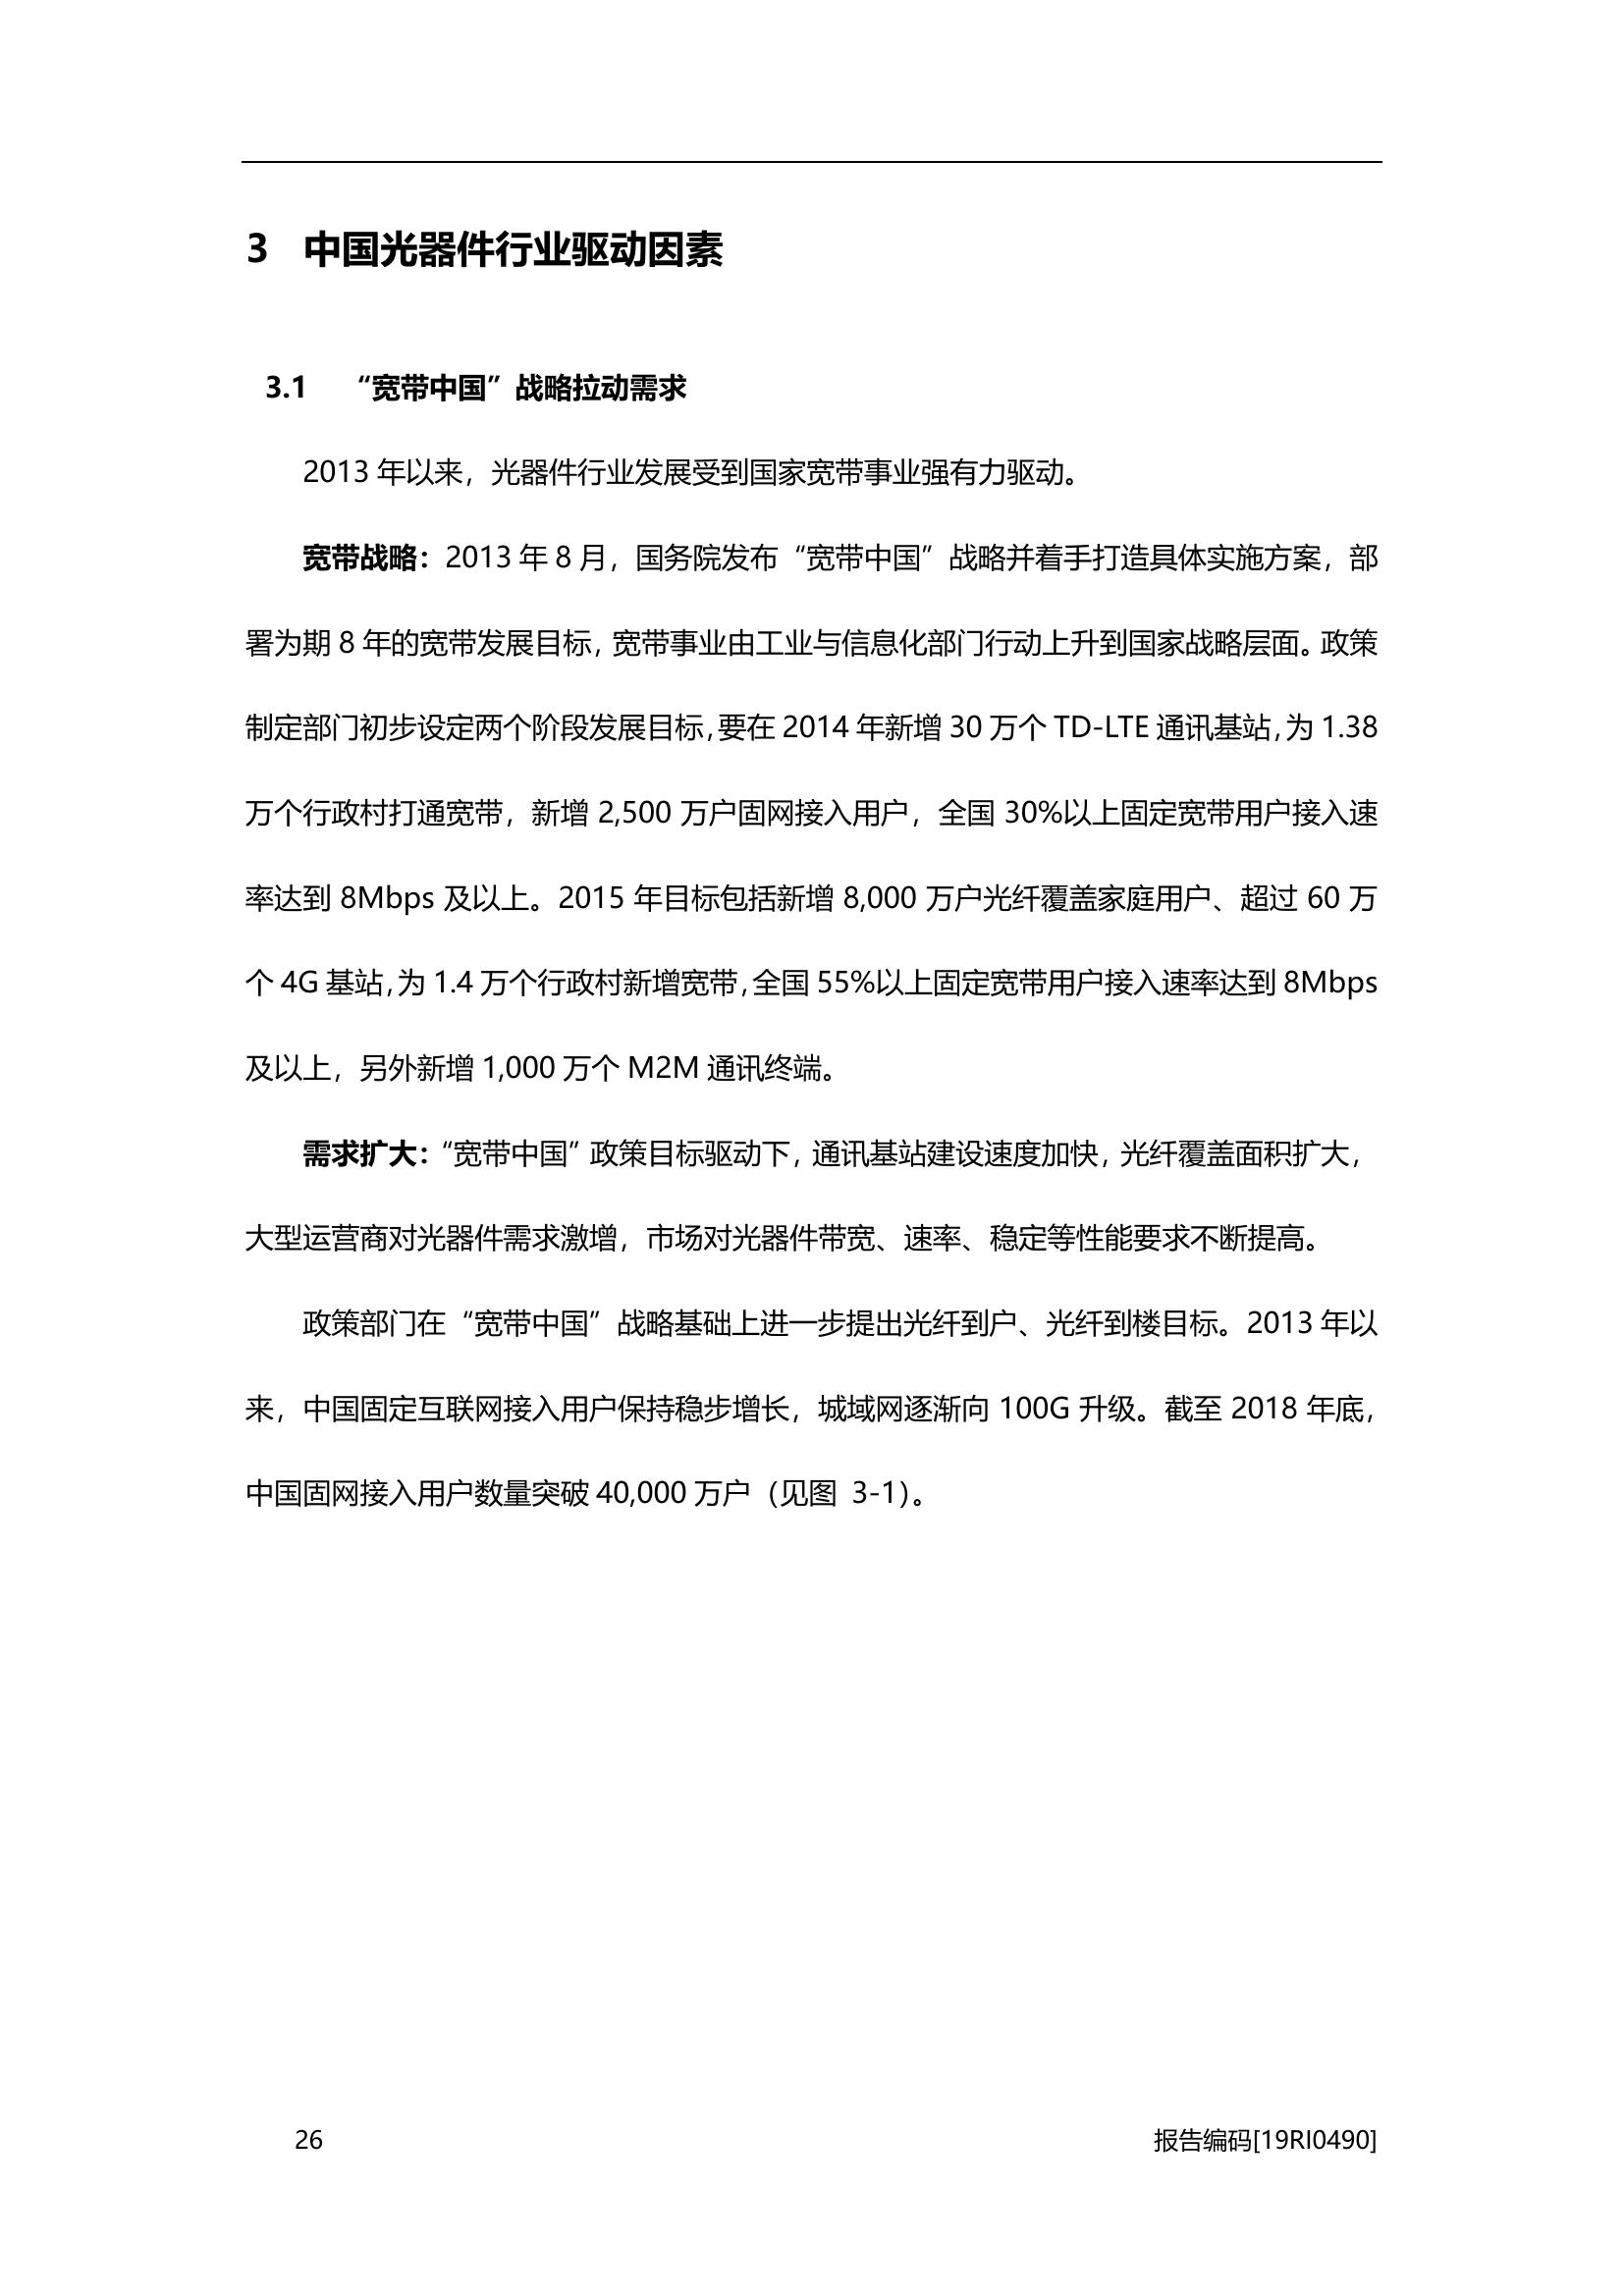 3 中国光器件行业驱动因素
3.1 “宽带中国”战略拉动需求
2013 年以来，光器件行业发展受到国家宽带事业强有力驱动。
宽带战略：2013 年 8 月，国务院发布“宽带中国”战略并着手打造具体实施方案，部
署为期 8 年的宽带发展目标，宽带事业由工业与信息化部门行动上升到国家战略层面。政策
制定部门初步设定两个阶段发展目标，要在 2014 年新增 30 万个 TD-LTE 通讯基站，为 1.38
万个行政村打通宽带，新增 2,500 万户固网接入用户，全国 30%以上固定宽带用户接入速
率达到 8Mbps 及以上。2015 年目标包括新增 8,000 万户光纤覆盖家庭用户、超过 60 万
个 4G 基站，为 1.4 万个行政村新增宽带，全国 55%以上固定宽带用户接入速率达到 8Mbps
及以上，另外新增 1,000 万个 M2M 通讯终端。
需求扩大：“宽带中国”政策目标驱动下，通讯基站建设速度加快，光纤覆盖面积扩大，
大型运营商对光器件需求激增，市场对光器件带宽、速率、稳定等性能要求不断提高。
政策部门在“宽带中国”战略基础上进一步提出光纤到户、光纤到楼目标。2013 年以
来，中国固定互联网接入用户保持稳步增长，城域网逐渐向 100G 升级。截至 2018 年底，
中国固网接入用户数量突破 40,000 万户（见图 3-1）。
26 报告编码[19RI0490]